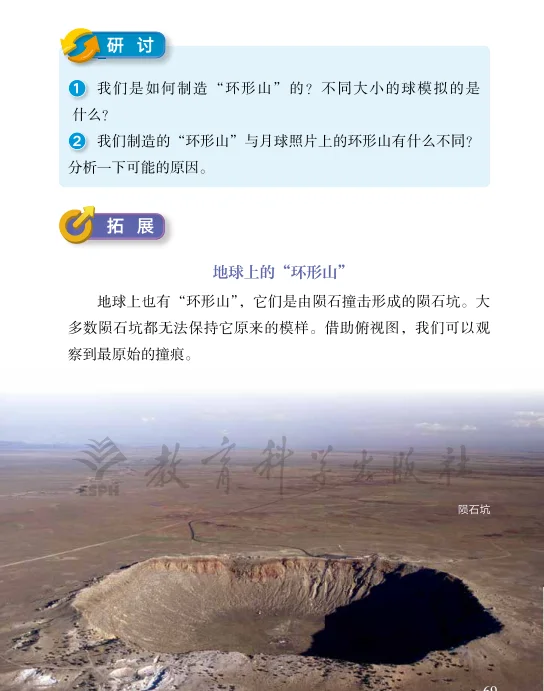 研 讨
1 我们是如何制造“环形山”的？不同大小的球模拟的是
什么？
2 我们制造的“环形山”与月球照片上的环形山有什么不同？
分析一下可能的原因。
拓 展
地球上的“环形山”
地球上也有“环形山”，它们是由陨石撞击形成的陨石坑。大
多数陨石坑都无法保持它原来的模样。借助俯视图，我们可以观
察到最原始的撞痕。
教育科学出版社
ESPH
陨石坑